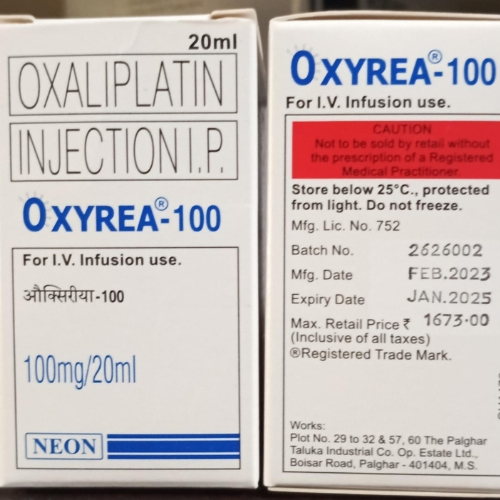 20ml
OXALIPLATIN
INJECTION I.P.
OXYREA®-100
For I.V. Infusion use.
औक्सिरीया-100
100mg/20ml
NEON
OXYREA®-100
For I.V. Infusion use.
CAUTION
Not to be sold by retail without
the prescription of a Registered
Medical Practitioner.
Store below 25°C., protected
from light. Do not freeze.
Mfg. Lic. No. 752
Batch No. 2626002
Mfg. Date FEB.2023
Expiry Date JAN.2025
Max. Retail Price ₹ 1673.00
(Inclusive of all taxes)
®Registered Trade Mark.
Works:
Plot No. 29 to 32 & 57, 60 The Palghar
Taluka Industrial Co. Op. Estate Ltd.,
Boisar Road, Palghar - 401404, M.S.